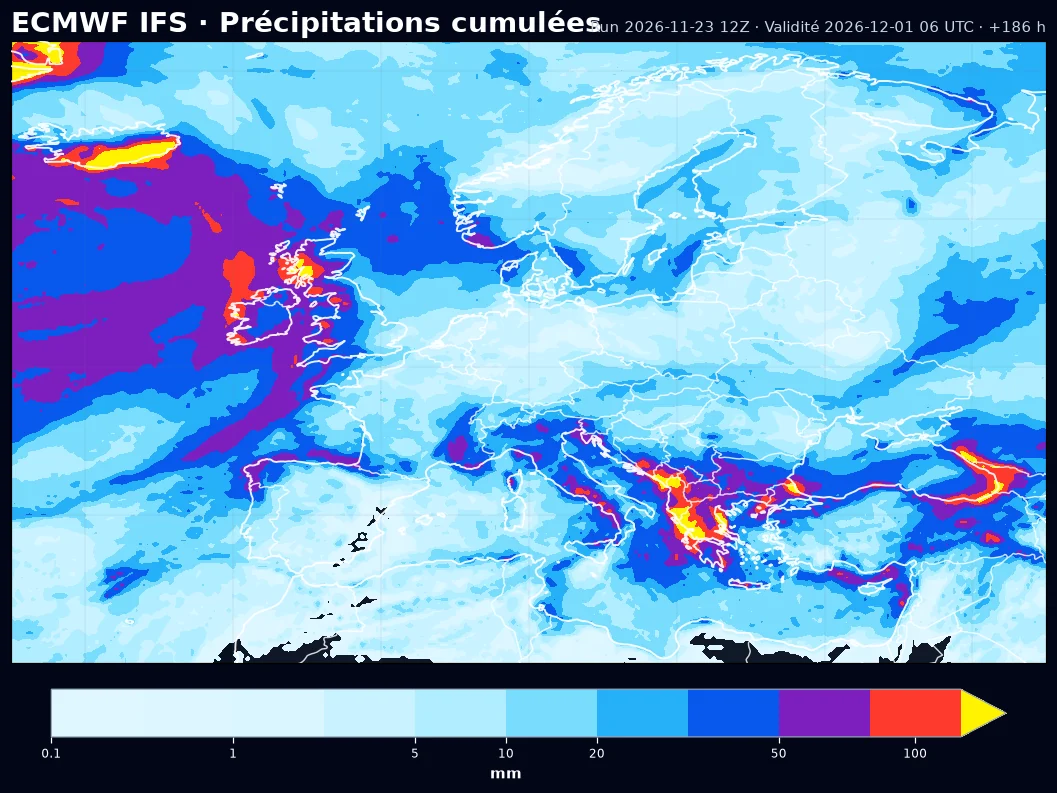 ECMWF IFS · Précipitations cumulées
Run 2026-11-23 12Z · Validité 2026-12-01 06 UTC · +186 h
0.1 1 5 10 20 50 100
mm